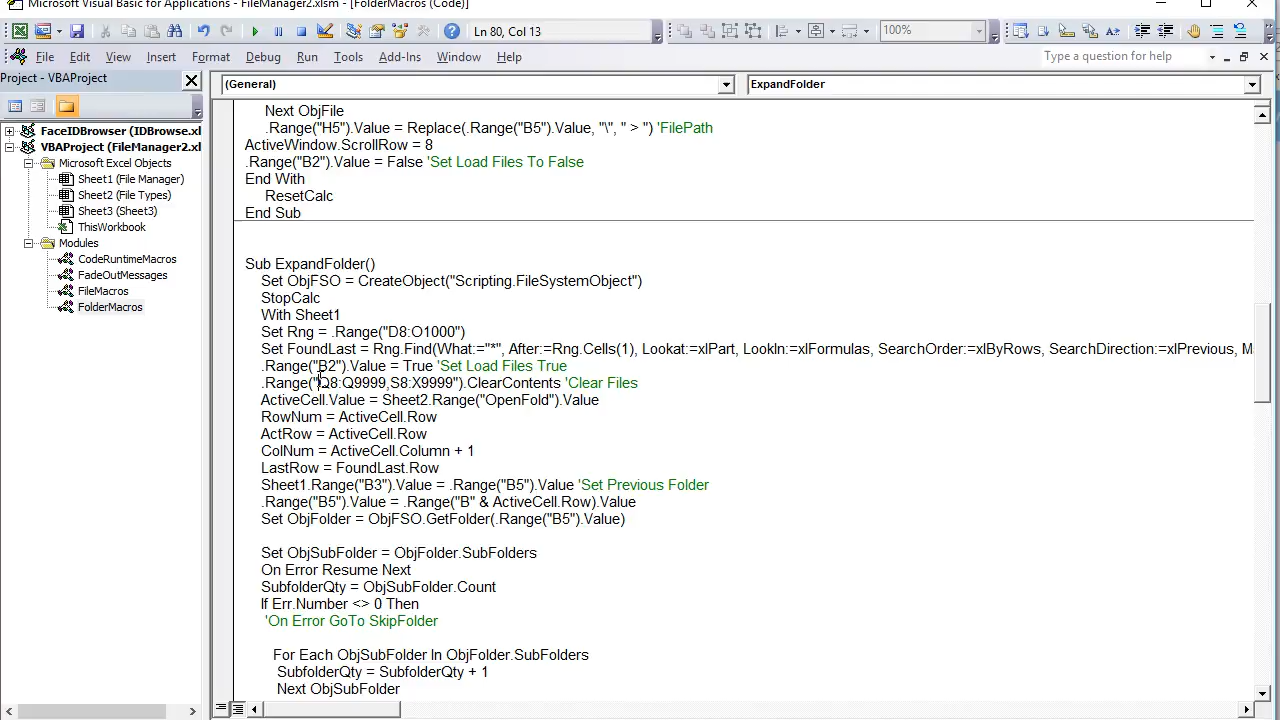 Microsoft Visual Basic for Applications - FileManager2.xlsm - [FolderMacros (Code)]
Ln 80, Col 13
100%
File Edit View Insert Format Debug Run Tools Add-Ins Window Help
Type a question for help
Project - VBAProject
(General)
ExpandFolder
FaceIDBrowser (IDBrowse.xl
VBAProject (FileManager2.xl
Microsoft Excel Objects
Sheet1 (File Manager)
Sheet2 (File Types)
Sheet3 (Sheet3)
ThisWorkbook
Modules
CodeRuntimeMacros
FadeOutMessages
FileMacros
FolderMacros
Next ObjFile
.Range("H5").Value = Replace(.Range("B5").Value, "\", " > ") 'FilePath
ActiveWindow.ScrollRow = 8
.Range("B2").Value = False 'Set Load Files To False
End With
ResetCalc
End Sub
Sub ExpandFolder()
Set ObjFSO = CreateObject("Scripting.FileSystemObject")
StopCalc
With Sheet1
Set Rng = .Range("D8:O1000")
Set FoundLast = Rng.Find(What:="*", After:=Rng.Cells(1), Lookat:=xlPart, LookIn:=xlFormulas, SearchOrder:=xlByRows, SearchDirection:=xlPrevious, M
.Range("B2").Value = True 'Set Load Files True
.Range("Q8:Q9999,S8:X9999").ClearContents 'Clear Files
ActiveCell.Value = Sheet2.Range("OpenFold").Value
RowNum = ActiveCell.Row
ActRow = ActiveCell.Row
ColNum = ActiveCell.Column + 1
LastRow = FoundLast.Row
Sheet1.Range("B3").Value = .Range("B5").Value 'Set Previous Folder
.Range("B5").Value = .Range("B" & ActiveCell.Row).Value
Set ObjFolder = ObjFSO.GetFolder(.Range("B5").Value)
Set ObjSubFolder = ObjFolder.SubFolders
On Error Resume Next
SubfolderQty = ObjSubFolder.Count
If Err.Number <> 0 Then
'On Error GoTo SkipFolder
For Each ObjSubFolder In ObjFolder.SubFolders
SubfolderQty = SubfolderQty + 1
Next ObjSubFolder